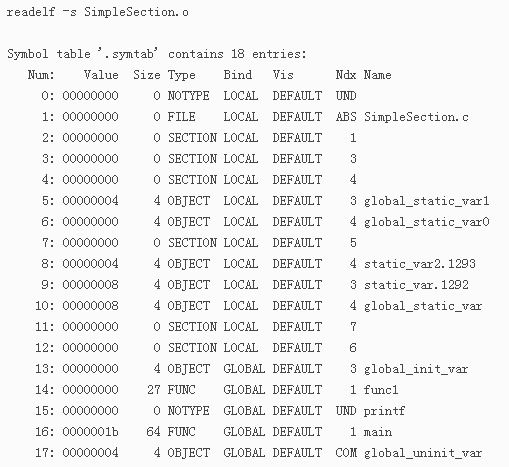 readelf -s SimpleSection.o
Symbol table '.symtab' contains 18 entries:
Num: Value Size Type Bind Vis Ndx Name
0: 00000000 0 NOTYPE LOCAL DEFAULT UND
1: 00000000 0 FILE LOCAL DEFAULT ABS SimpleSection.c
2: 00000000 0 SECTION LOCAL DEFAULT 1
3: 00000000 0 SECTION LOCAL DEFAULT 3
4: 00000000 0 SECTION LOCAL DEFAULT 4
5: 00000004 4 OBJECT LOCAL DEFAULT 3 global_static_var1
6: 00000000 4 OBJECT LOCAL DEFAULT 4 global_static_var0
7: 00000000 0 SECTION LOCAL DEFAULT 5
8: 00000004 4 OBJECT LOCAL DEFAULT 4 static_var2.1293
9: 00000008 4 OBJECT LOCAL DEFAULT 3 static_var.1292
10: 00000008 4 OBJECT LOCAL DEFAULT 4 global_static_var
11: 00000000 0 SECTION LOCAL DEFAULT 7
12: 00000000 0 SECTION LOCAL DEFAULT 6
13: 00000000 4 OBJECT GLOBAL DEFAULT 3 global_init_var
14: 00000000 27 FUNC GLOBAL DEFAULT 1 func1
15: 00000000 0 NOTYPE GLOBAL DEFAULT UND printf
16: 0000001b 64 FUNC GLOBAL DEFAULT 1 main
17: 00000004 4 OBJECT GLOBAL DEFAULT COM global_uninit_var